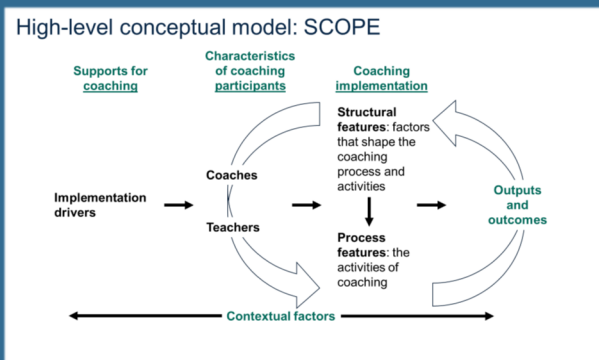 High-level conceptual model: SCOPE
Supports for
coaching
Characteristics
of coaching
participants
Coaching
implementation
Implementation
drivers
Coaches
Teachers
Structural
features: factors
that shape the
coaching
process and
activities
Process
features: the
activities of
coaching
Outputs
and
outcomes
Contextual factors